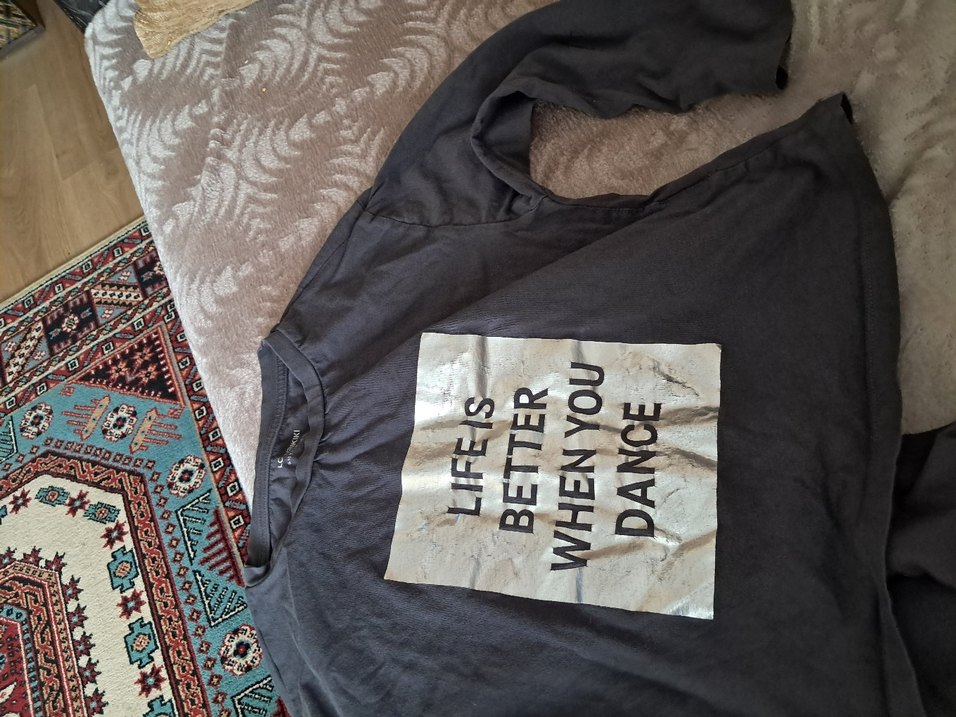 LIFE IS
BETTER
WHEN YOU
DANCE